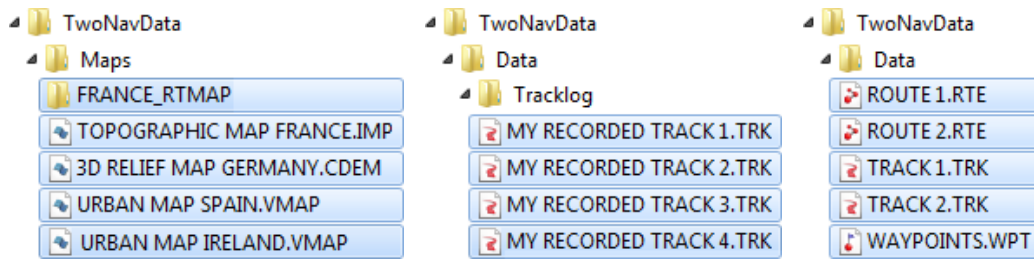 TwoNavData
Maps
FRANCE_RTMAP
TOPOGRAPHIC MAP FRANCE.IMP
3D RELIEF MAP GERMANY.CDEM
URBAN MAP SPAIN.VMAP
URBAN MAP IRELAND.VMAP
TwoNavData
Data
Tracklog
MY RECORDED TRACK 1.TRK
MY RECORDED TRACK 2.TRK
MY RECORDED TRACK 3.TRK
MY RECORDED TRACK 4.TRK
TwoNavData
Data
ROUTE 1.RTE
ROUTE 2.RTE
TRACK 1.TRK
TRACK 2.TRK
WAYPOINTS.WPT